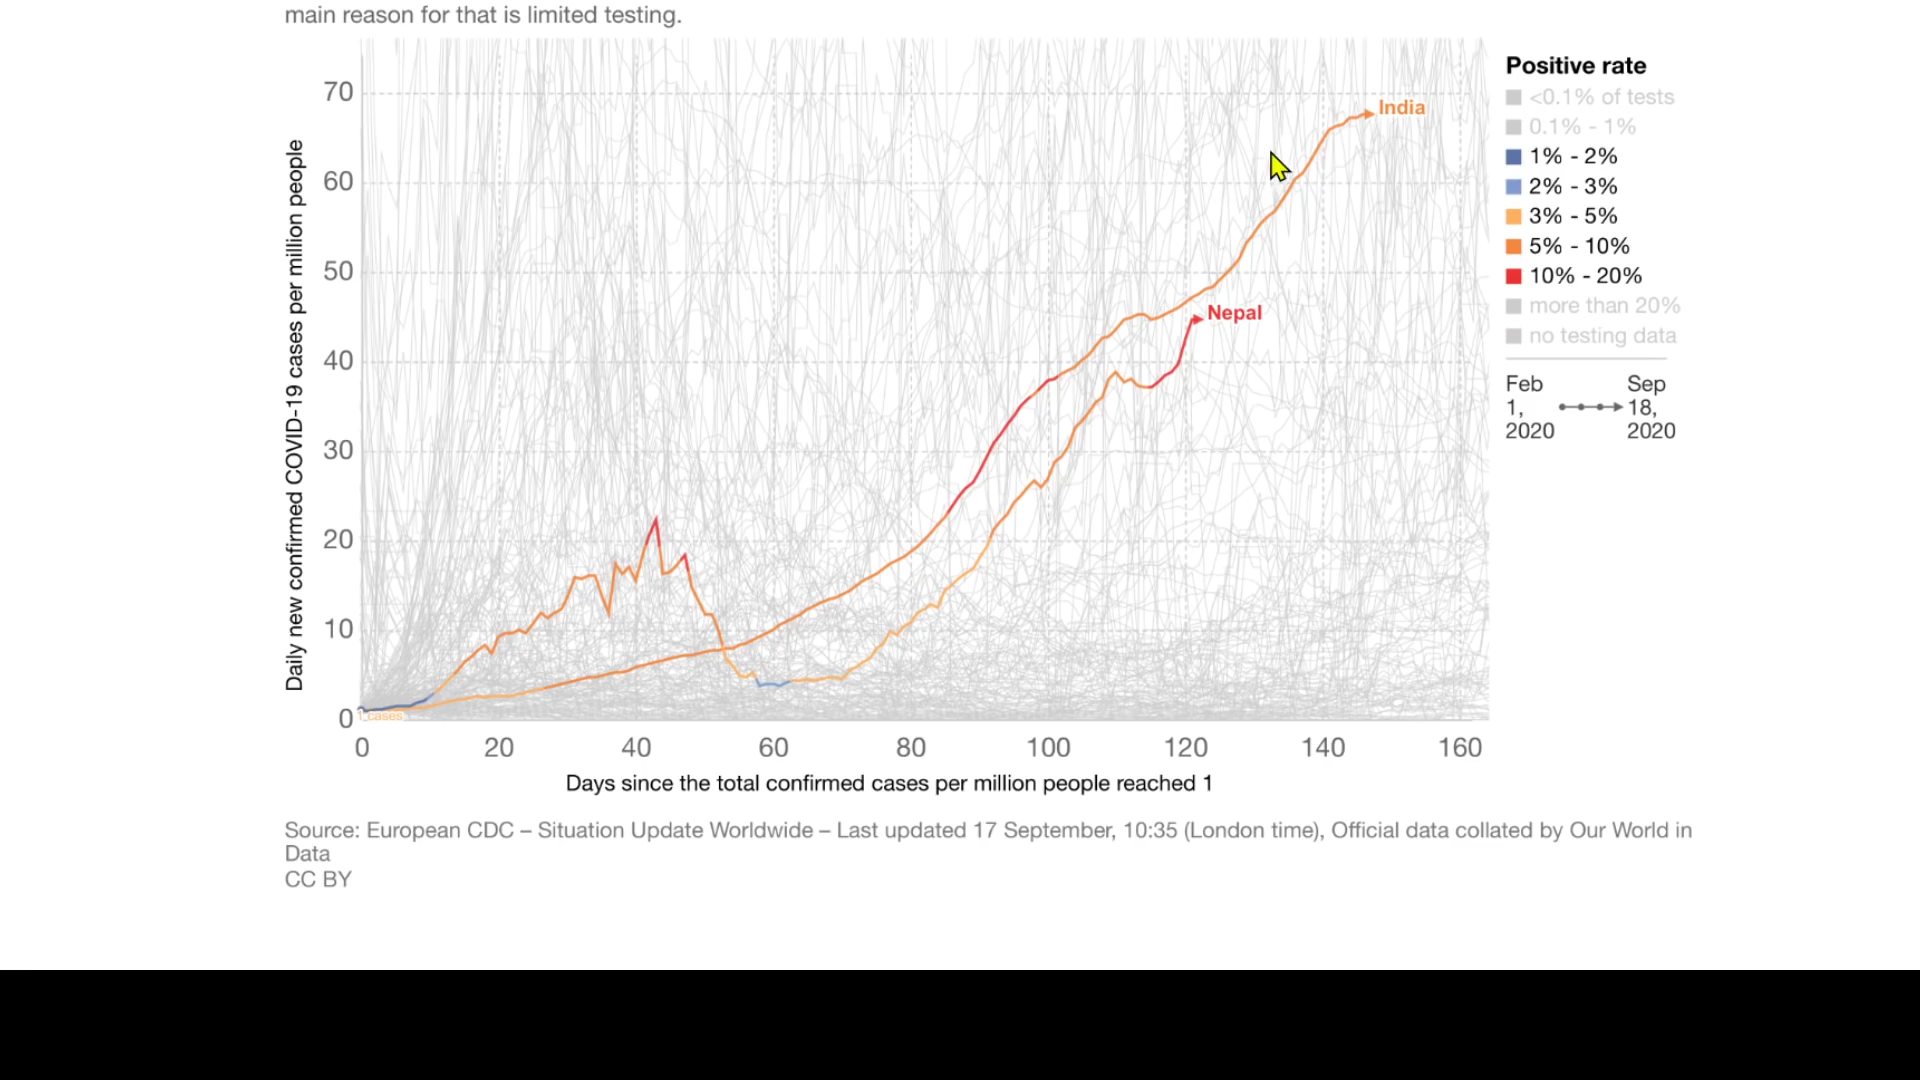 main reason for that is limited testing.
Daily new confirmed COVID-19 cases per million people
70
60
50
40
30
20
10
0
1 cases
India
Nepal
0 20 40 60 80 100 120 140 160
Days since the total confirmed cases per million people reached 1
Positive rate
<0.1% of tests
0.1% - 1%
1% - 2%
2% - 3%
3% - 5%
5% - 10%
10% - 20%
more than 20%
no testing data
Feb Sep
1, 18,
2020 2020
Source: European CDC – Situation Update Worldwide – Last updated 17 September, 10:35 (London time), Official data collated by Our World in
Data
CC BY